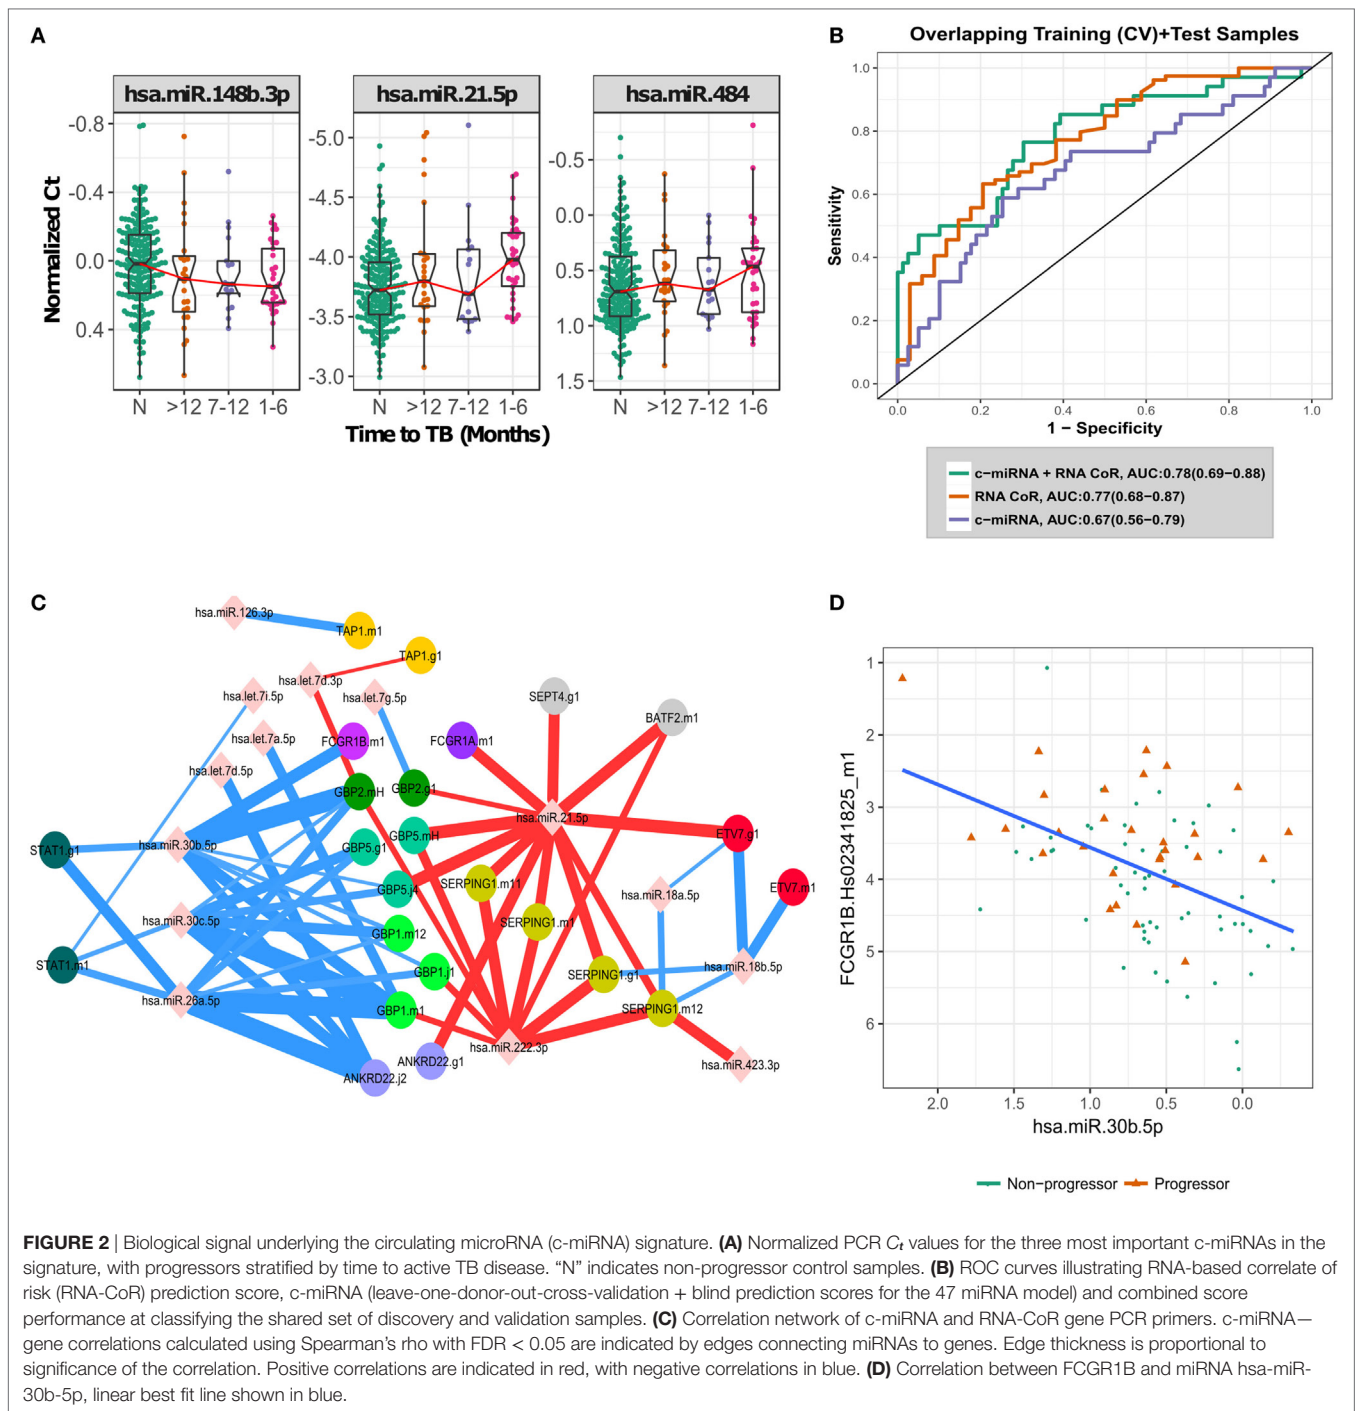 A
hsa.miR.148b.3p
hsa.miR.21.5p
hsa.miR.484
Normalized Ct
-0.8
-0.4
0.0
0.4
-5.0
-4.5
-4.0
-3.5
-3.0
-0.5
0.0
0.5
1.0
1.5
N >12 7-12 1-6
N >12 7-12 1-6
N >12 7-12 1-6
Time to TB (Months)
B
Overlapping Training (CV)+Test Samples
Sensitivity
1.0
0.8
0.6
0.4
0.2
0.0
0.0 0.2 0.4 0.6 0.8 1.0
1 − Specificity
c−miRNA + RNA CoR, AUC:0.78(0.69−0.88)
RNA CoR, AUC:0.77(0.68−0.87)
c−miRNA, AUC:0.67(0.56−0.79)
C
hsa.miR.126.3p
TAP1.m1
TAP1.g1
hsa.let.7d.3p
hsa.let.7i.5p
hsa.let.7g.5p
SEPT4.g1
BATF2.m1
hsa.let.7a.5p
FCGR1B.m1
FCGR1A.m1
hsa.let.7d.5p
GBP2.mH
GBP2.g1
hsa.miR.21.5p
GBP5.mH
ETV7.g1
STAT1.g1
hsa.miR.30b.5p
GBP5.g1
GBP5.j4
SERPING1.m11
hsa.miR.18a.5p
ETV7.m1
hsa.miR.30c.5p
GBP1.m12
SERPING1.m1
STAT1.m1
GBP1.j1
SERPING1.g1
hsa.miR.18b.5p
hsa.miR.26a.5p
GBP1.m1
SERPING1.m12
hsa.miR.222.3p
ANKRD22.g1
hsa.miR.423.3p
ANKRD22.j2
D
FCGR1B.Hs02341825_m1
1
2
3
4
5
6
2.0 1.5 1.0 0.5 0.0
hsa.miR.30b.5p
Non−progressor Progressor
FIGURE 2 | Biological signal underlying the circulating microRNA (c-miRNA) signature. (A) Normalized PCR Ct values for the three most important c-miRNAs in the
signature, with progressors stratified by time to active TB disease. “N” indicates non-progressor control samples. (B) ROC curves illustrating RNA-based correlate of
risk (RNA-CoR) prediction score, c-miRNA (leave-one-donor-out-cross-validation + blind prediction scores for the 47 miRNA model) and combined score
performance at classifying the shared set of discovery and validation samples. (C) Correlation network of c-miRNA and RNA-CoR gene PCR primers. c-miRNA—
gene correlations calculated using Spearman’s rho with FDR < 0.05 are indicated by edges connecting miRNAs to genes. Edge thickness is proportional to
significance of the correlation. Positive correlations are indicated in red, with negative correlations in blue. (D) Correlation between FCGR1B and miRNA hsa-miR-
30b-5p, linear best fit line shown in blue.